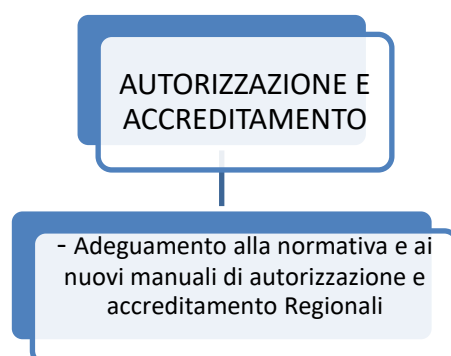 AUTORIZZAZIONE E
ACCREDITAMENTO
- Adeguamento alla normativa e ai
nuovi manuali di autorizzazione e
accreditamento Regionali